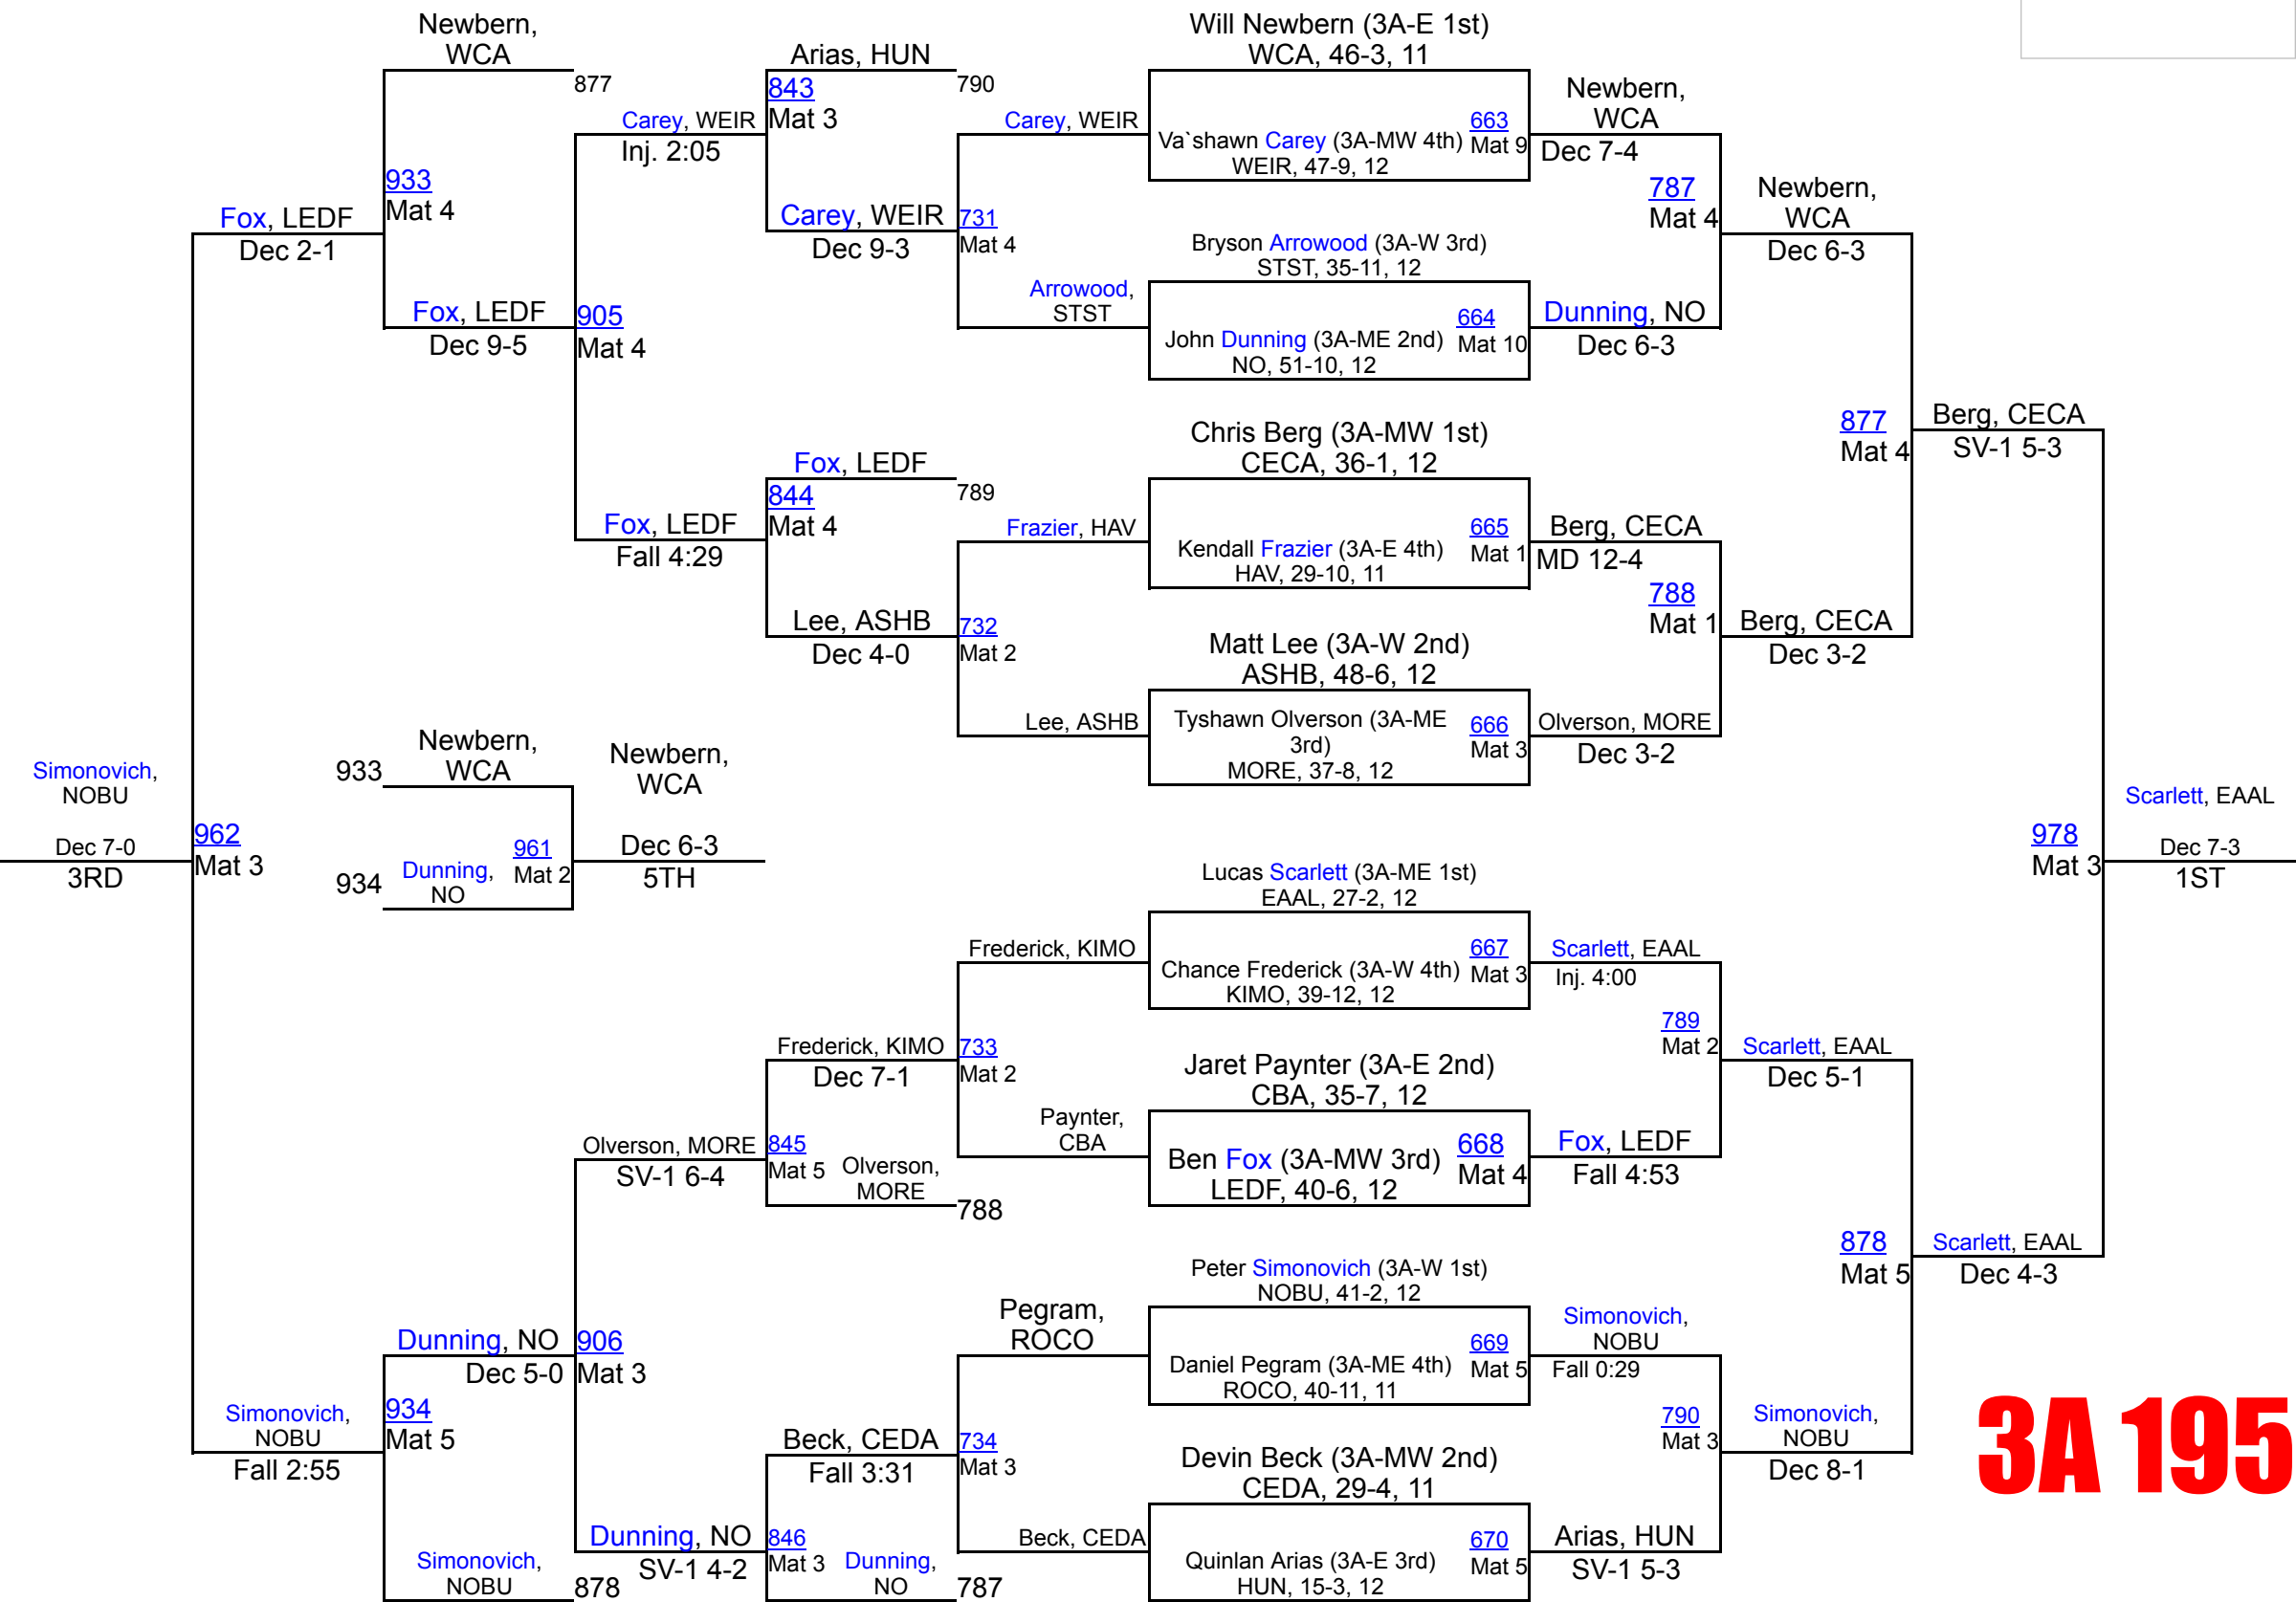 Newbern,
WCA
877
933
Mat 4
Fox, LEDF
Dec 2-1
Fox, LEDF
Dec 9-5
Carey, WEIR
Inj. 2:05
905
Mat 4
Fox, LEDF
Fall 4:29
Arias, HUN
790
843
Mat 3
Carey, WEIR
Dec 9-3
Fox, LEDF
789
844
Mat 4
Lee, ASHB
Dec 4-0
Carey, WEIR
731
Mat 4
Arrowood,
STST
Frazier, HAV
732
Mat 2
Lee, ASHB
Will Newbern (3A-E 1st)
WCA, 46-3, 11
Va`shawn Carey (3A-MW 4th)
WEIR, 47-9, 12
663
Mat 9
Bryson Arrowood (3A-W 3rd)
STST, 35-11, 12
John Dunning (3A-ME 2nd)
NO, 51-10, 12
664
Mat 10
Chris Berg (3A-MW 1st)
CECA, 36-1, 12
Kendall Frazier (3A-E 4th)
HAV, 29-10, 11
665
Mat 1
Matt Lee (3A-W 2nd)
ASHB, 48-6, 12
Tyshawn Olverson (3A-ME
3rd)
MORE, 37-8, 12
666
Mat 3
Newbern,
WCA
Dec 7-4
787
Mat 4
Dunning, NO
Dec 6-3
Berg, CECA
MD 12-4
788
Mat 1
Olverson, MORE
Dec 3-2
Newbern,
WCA
Dec 6-3
877
Mat 4
Berg, CECA
Dec 3-2
Berg, CECA
SV-1 5-3
Simonovich,
NOBU
Dec 7-0
3RD
962
Mat 3
933
Newbern,
WCA
934
Dunning,
NO
961
Mat 2
Newbern,
WCA
Dec 6-3
5TH
978
Mat 3
Scarlett, EAAL
Dec 7-3
1ST
Lucas Scarlett (3A-ME 1st)
EAAL, 27-2, 12
Chance Frederick (3A-W 4th)
KIMO, 39-12, 12
667
Mat 3
Jaret Paynter (3A-E 2nd)
CBA, 35-7, 12
Ben Fox (3A-MW 3rd)
LEDF, 40-6, 12
668
Mat 4
Peter Simonovich (3A-W 1st)
NOBU, 41-2, 12
Daniel Pegram (3A-ME 4th)
ROCO, 40-11, 11
669
Mat 5
Devin Beck (3A-MW 2nd)
CEDA, 29-4, 11
Quinlan Arias (3A-E 3rd)
HUN, 15-3, 12
670
Mat 5
Scarlett, EAAL
Inj. 4:00
789
Mat 2
Fox, LEDF
Fall 4:53
Simonovich,
NOBU
Fall 0:29
790
Mat 3
Arias, HUN
SV-1 5-3
Scarlett, EAAL
Dec 5-1
878
Mat 5
Simonovich,
NOBU
Dec 8-1
Scarlett, EAAL
Dec 4-3
Frederick, KIMO
733
Mat 2
Paynter,
CBA
Pegram,
ROCO
734
Mat 3
Beck, CEDA
Frederick, KIMO
Dec 7-1
845
Mat 5
Olverson,
MORE
788
Beck, CEDA
Fall 3:31
846
Mat 3
Dunning,
NO
787
Olverson, MORE
SV-1 6-4
906
Mat 3
Dunning, NO
SV-1 4-2
Dunning, NO
Dec 5-0
934
Mat 5
Simonovich,
NOBU
878
Simonovich,
NOBU
Fall 2:55
3A 195